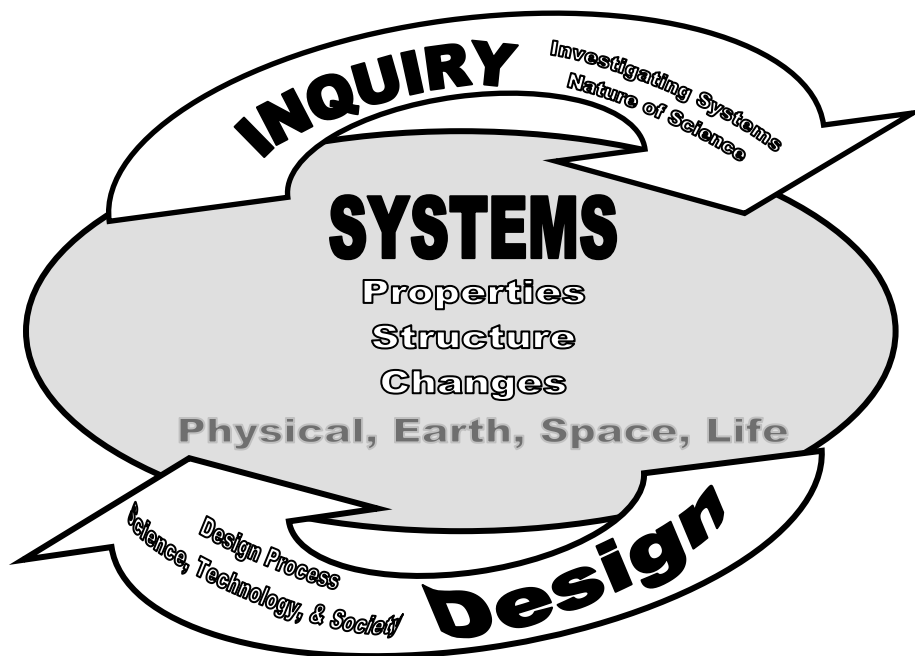 INQUIRY
Investigating Systems
Nature of Science
SYSTEMS
Properties
Structure
Changes
Physical, Earth, Space, Life
Design Process
Science, Technology, & Society
Design